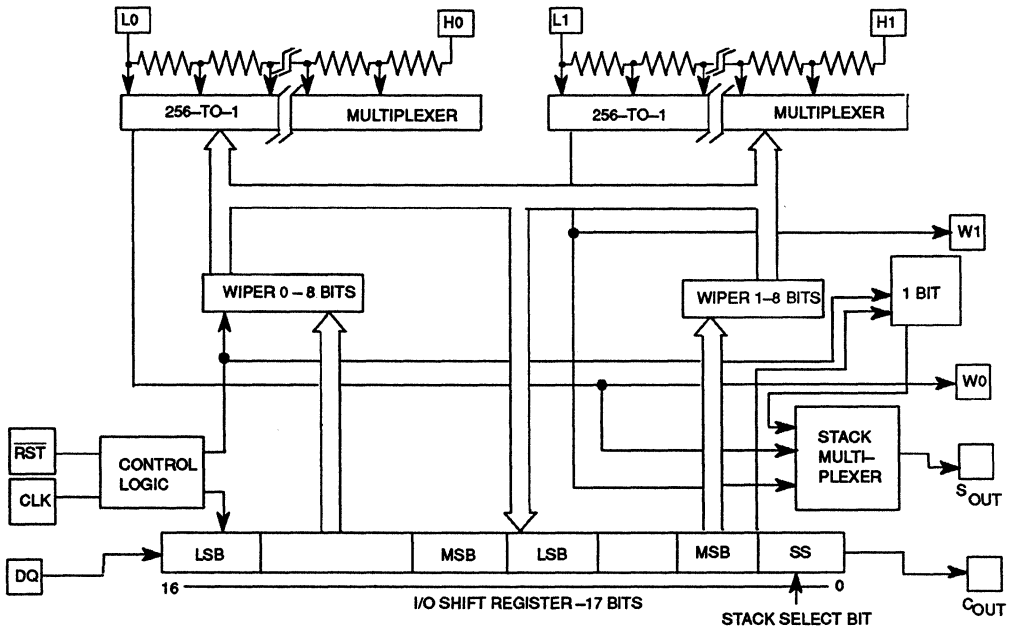 L0 H0 L1 H1
256–TO–1 MULTIPLEXER 256–TO–1 MULTIPLEXER
W1
WIPER 0 – 8 BITS WIPER 1–8 BITS 1 BIT
W0
RST
CONTROL
LOGIC
CLK
STACK
MULTI–
PLEXER
SOUT
DQ LSB MSB LSB MSB SS
COUT
16 0
I/O SHIFT REGISTER –17 BITS
STACK SELECT BIT